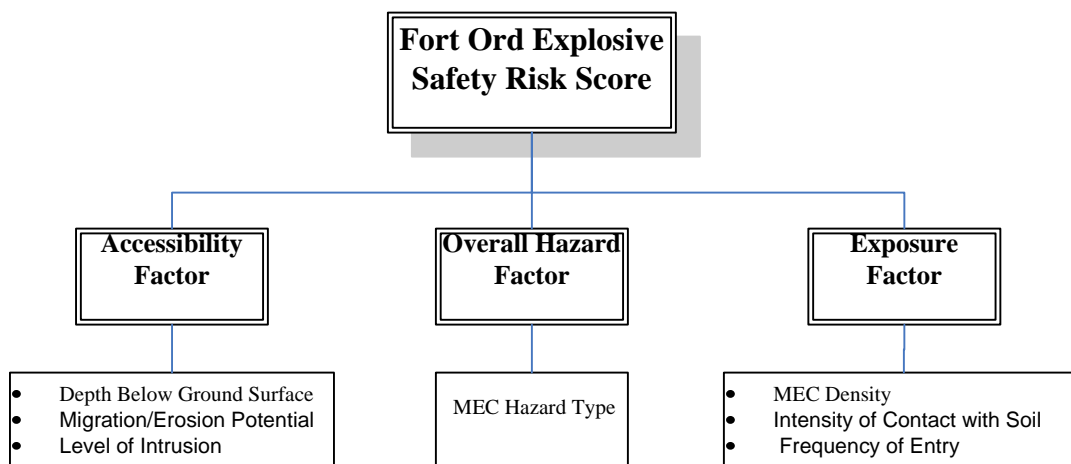 Fort Ord Explosive
Safety Risk Score
Accessibility
Factor
Overall Hazard
Factor
Exposure
Factor
• Depth Below Ground Surface
• Migration/Erosion Potential
• Level of Intrusion
MEC Hazard Type
• MEC Density
• Intensity of Contact with Soil
• Frequency of Entry